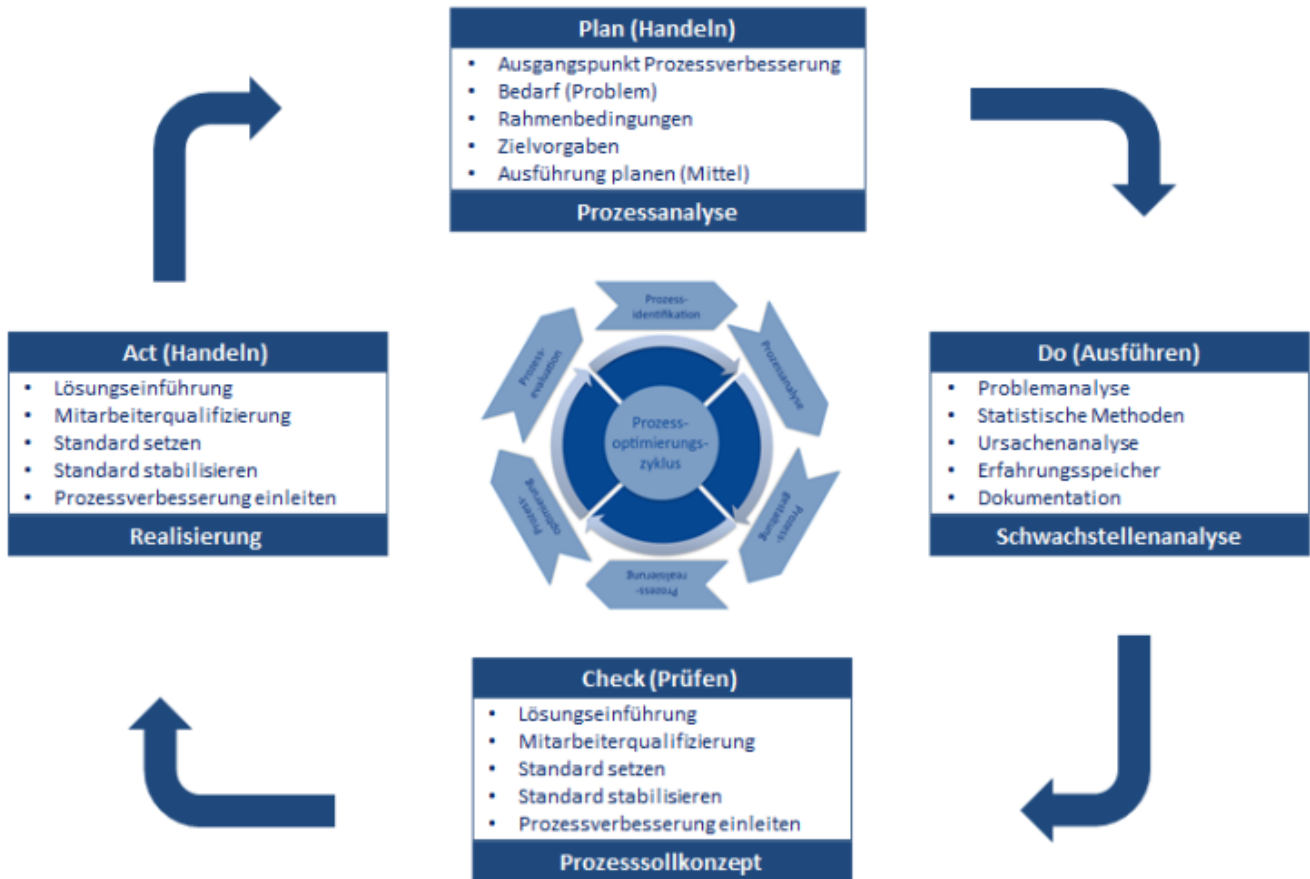 Plan (Handeln)
• Ausgangspunkt Prozessverbesserung
• Bedarf (Problem)
• Rahmenbedingungen
• Zielvorgaben
• Ausführung planen (Mittel)
Prozessanalyse
Do (Ausführen)
• Problemanalyse
• Statistische Methoden
• Ursachenanalyse
• Erfahrungsspeicher
• Dokumentation
Schwachstellenanalyse
Check (Prüfen)
• Lösungseinführung
• Mitarbeiterqualifizierung
• Standard setzen
• Standard stabilisieren
• Prozessverbesserung einleiten
Prozesssollkonzept
Act (Handeln)
• Lösungseinführung
• Mitarbeiterqualifizierung
• Standard setzen
• Standard stabilisieren
• Prozessverbesserung einleiten
Realisierung
Prozess-
identifikation
Prozessanalyse
Prozess-
gestaltung
Prozess-
realisierung
Prozess-
optimierung
Prozess-
evaluation
Prozess-
optimierungs-
zyklus